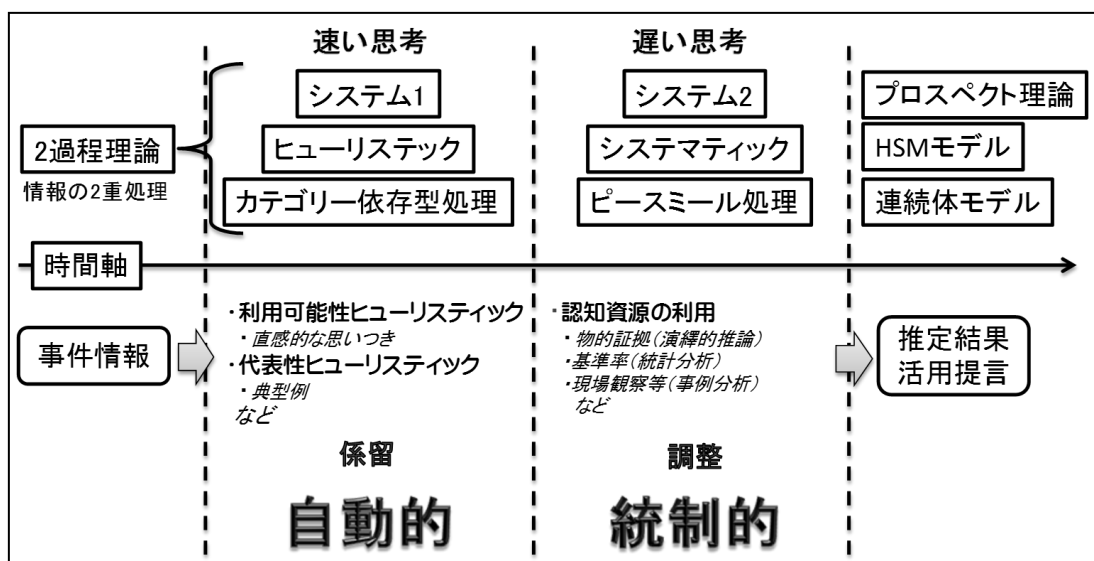 速い思考
遅い思考
システム1
システム2
プロスペクト理論
2過程理論
ヒューリステック
システマティック
HSMモデル
情報の2重処理
カテゴリー依存型処理
ピースミール処理
連続体モデル
時間軸
事件情報
・利用可能性ヒューリスティック
・直感的な思いつき
・代表性ヒューリスティック
・典型例
など
・認知資源の利用
・物的証拠(演繹的推論)
・基準率(統計分析)
・現場観察等(事例分析)
など
推定結果
活用提言
係留
調整
自動的
統制的